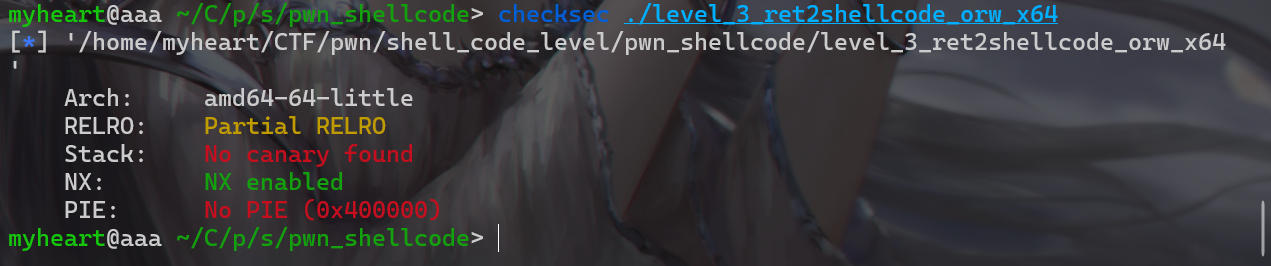 myheart@aaa ~/C/p/s/pwn_shellcode> checksec ./level_3_ret2shellcode_orw_x64
[*] '/home/myheart/CTF/pwn/shell_code_level/pwn_shellcode/level_3_ret2shellcode_orw_x64
'
Arch: amd64-64-little
RELRO: Partial RELRO
Stack: No canary found
NX: NX enabled
PIE: No PIE (0x400000)
myheart@aaa ~/C/p/s/pwn_shellcode>